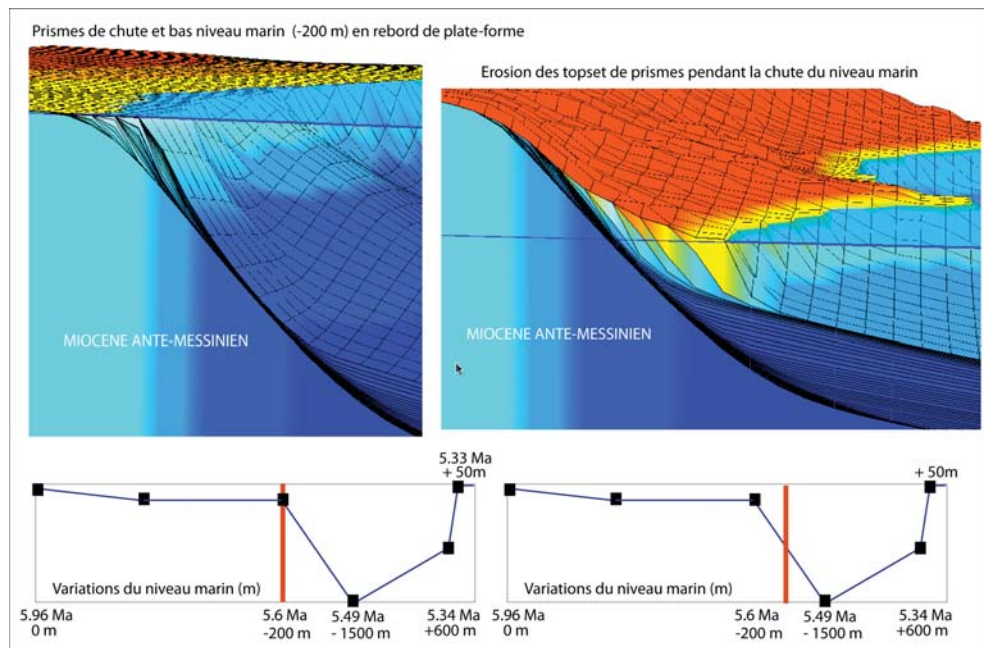 Prismes de chute et bas niveau marin (-200 m) en rebord de plate-forme
Erosion des topset de prismes pendant la chute du niveau marin
MIOCENE ANTE-MESSINIEN
MIOCENE ANTE-MESSINIEN
5.33 Ma
+ 50m
Variations du niveau marin (m)
5.96 Ma
0 m
5.6 Ma
-200 m
5.49 Ma
- 1500 m
5.34 Ma
+600 m
+ 50m
Variations du niveau marin (m)
5.96 Ma
0 m
5.6 Ma
-200 m
5.49 Ma
- 1500 m
5.34 Ma
+600 m